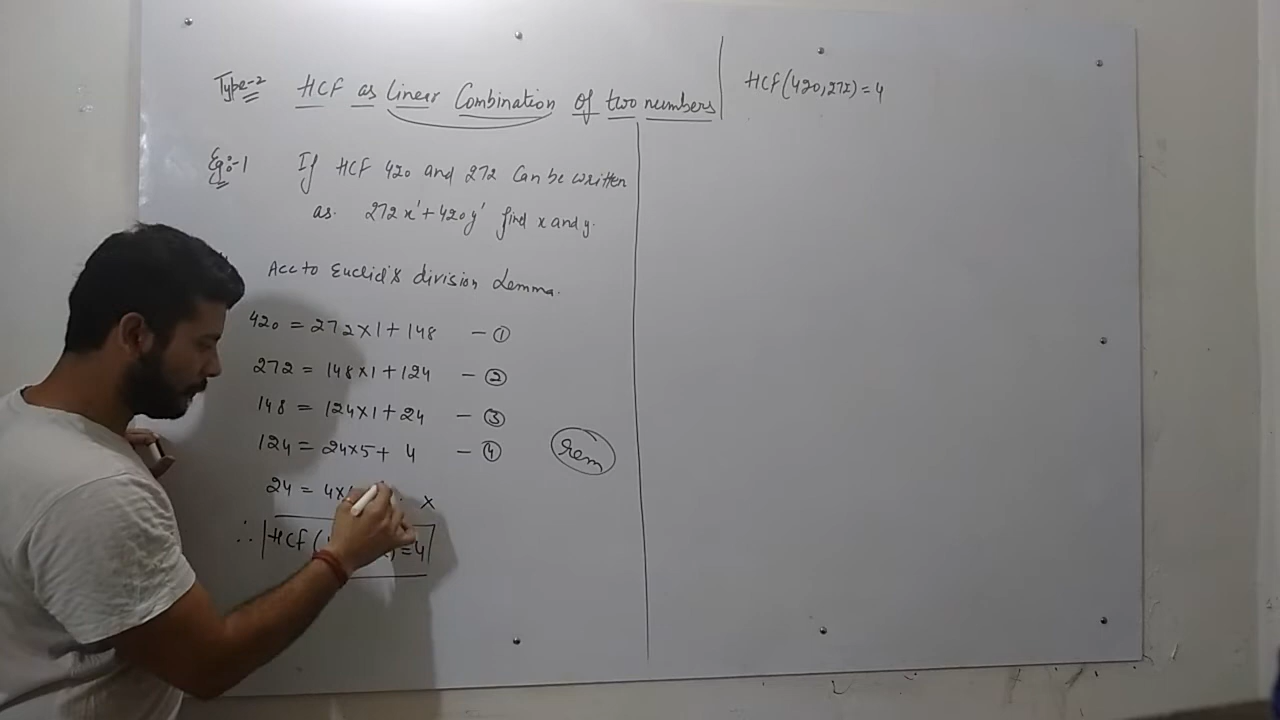 Type-2 HCF as Linear Combination of two numbers
Eg:-1 If HCF 420 and 272 can be written
as. 272x'+420y' find x and y.
Acc to Euclid's division Lemma.
420 = 272×1+148 - ①
272 = 148×1+124 - ②
148 = 124×1+24 - ③
124 = 24×5+ 4 - ④
24 = 4× x
∴ HCF ( )=4
rem
HCF(420,272)=4